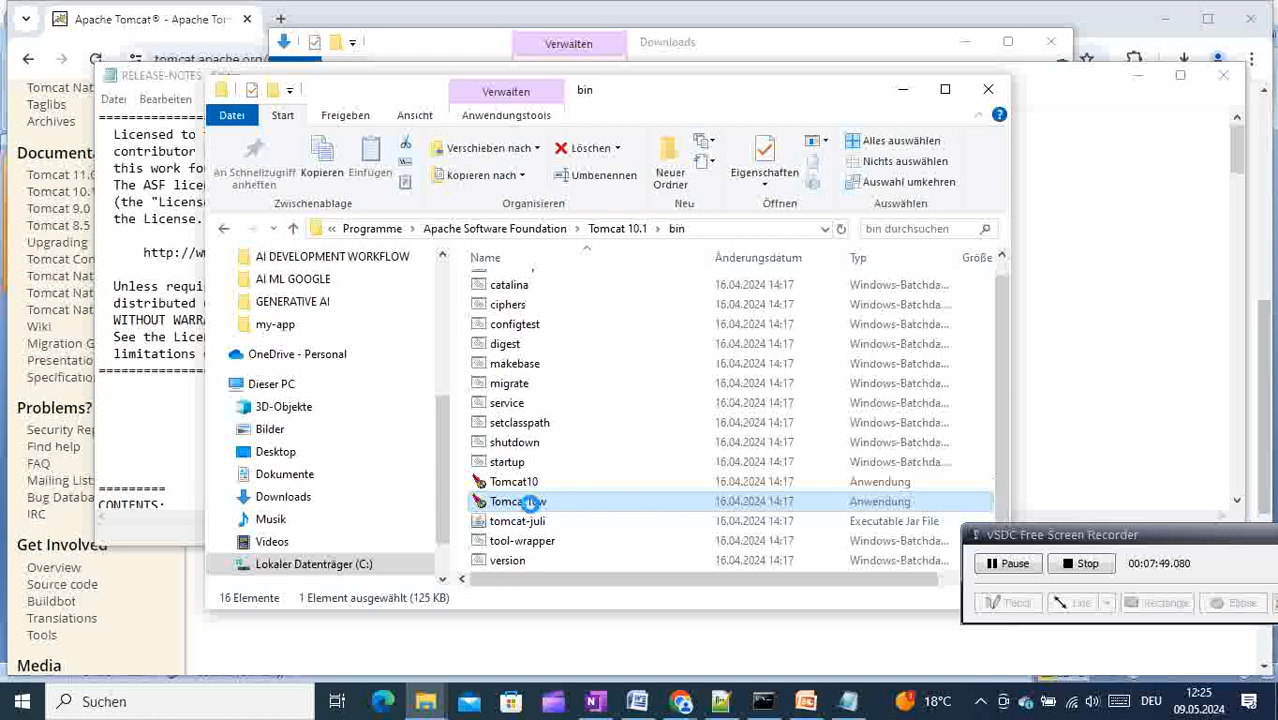 Apache Tomcat® - Apache Tom
tomcat.apache.org/
Verwalten
Downloads
Tomcat Nat
Taglibs
Archives
Documenta
Tomcat 11.0
Tomcat 10.1
Tomcat 9.0
Tomcat 8.5
Upgrading
Tomcat Con
Tomcat Nat
Tomcat Nat
Tomcat Nat
Wiki
Migration G
Presentatio
Specificatio
Problems?
Security Rep
Find help
FAQ
Mailing Lists
Bug Databa
IRC
Get Involved
Overview
Source code
Buildbot
Translations
Tools
Media
RELEASE-NOTES
Datei
Bearbeiten
================
Licensed to
contributor
this work fo
The ASF lice
(the "Licens
the License.
http://w
Unless requi
distributed
WITHOUT WARRA
See the Lice
limitations
================
=========
CONTENTS:
Verwalten
bin
Datei
Start
Freigeben
Ansicht
Anwendungstools
An Schnellzugriff
anheften
Kopieren
Einfügen
Zwischenablage
Verschieben nach
Kopieren nach
Löschen
Umbenennen
Organisieren
Neuer
Ordner
Neu
Eigenschaften
Öffnen
Alles auswählen
Nichts auswählen
Auswahl umkehren
Auswählen
« Programme
Apache Software Foundation
Tomcat 10.1
bin
bin durchsuchen
AI DEVELOPMENT WORKFLOW
AI ML GOOGLE
GENERATIVE AI
my-app
OneDrive - Personal
Dieser PC
3D-Objekte
Bilder
Desktop
Dokumente
Downloads
Musik
Videos
Lokaler Datenträger (C:)
Name
Änderungsdatum
Typ
Größe
catalina 16.04.2024 14:17 Windows-Batchda...
ciphers 16.04.2024 14:17 Windows-Batchda...
configtest 16.04.2024 14:17 Windows-Batchda...
digest 16.04.2024 14:17 Windows-Batchda...
makebase 16.04.2024 14:17 Windows-Batchda...
migrate 16.04.2024 14:17 Windows-Batchda...
service 16.04.2024 14:17 Windows-Batchda...
setclasspath 16.04.2024 14:17 Windows-Batchda...
shutdown 16.04.2024 14:17 Windows-Batchda...
startup 16.04.2024 14:17 Windows-Batchda...
Tomcat10 16.04.2024 14:17 Anwendung
16.04.2024 14:17 Anwendung
tomcat-juli 16.04.2024 14:17 Executable Jar File
tool-wrapper 16.04.2024 14:17 Windows-Batchda...
version 16.04.2024 14:17 Windows-Batchda...
16 Elemente
1 Element ausgewählt (125 KB)
VSDC Free Screen Recorder
Pause
Stop
00:07:49.080
Pencil
Line
Rectangle
Ellipse
Suchen
18°C
DEU
12:25
09.05.2024